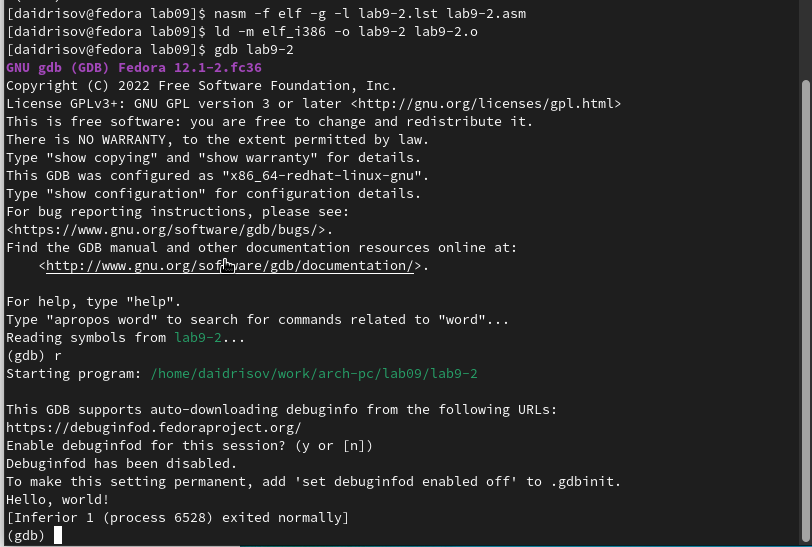 [daidrisov@fedora lab09]$ nasm -f elf -g -l lab9-2.lst lab9-2.asm
[daidrisov@fedora lab09]$ ld -m elf_i386 -o lab9-2 lab9-2.o
[daidrisov@fedora lab09]$ gdb lab9-2
GNU gdb (GDB) Fedora 12.1-2.fc36
Copyright (C) 2022 Free Software Foundation, Inc.
License GPLv3+: GNU GPL version 3 or later <http://gnu.org/licenses/gpl.html>
This is free software: you are free to change and redistribute it.
There is NO WARRANTY, to the extent permitted by law.
Type "show copying" and "show warranty" for details.
This GDB was configured as "x86_64-redhat-linux-gnu".
Type "show configuration" for configuration details.
For bug reporting instructions, please see:
<https://www.gnu.org/software/gdb/bugs/>.
Find the GDB manual and other documentation resources online at:
    <http://www.gnu.org/software/gdb/documentation/>.

For help, type "help".
Type "apropos word" to search for commands related to "word"...
Reading symbols from lab9-2...
(gdb) r
Starting program: /home/daidrisov/work/arch-pc/lab09/lab9-2

This GDB supports auto-downloading debuginfo from the following URLs:
https://debuginfod.fedoraproject.org/
Enable debuginfod for this session? (y or [n])
Debuginfod has been disabled.
To make this setting permanent, add 'set debuginfod enabled off' to .gdbinit.
Hello, world!
[Inferior 1 (process 6528) exited normally]
(gdb)